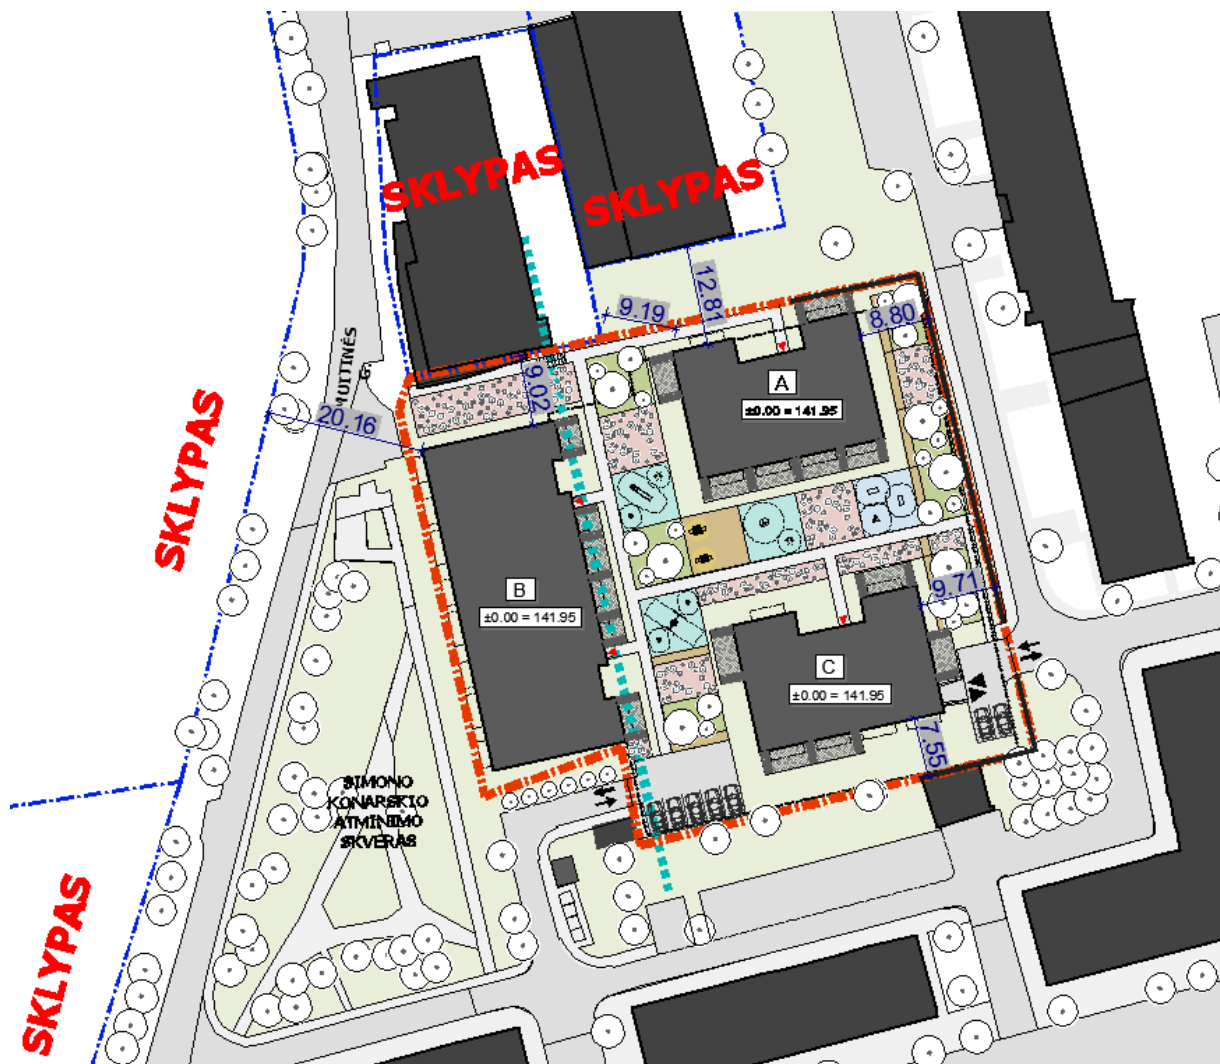 SKLYPAS
SKLYPAS
12.81
9.19
8.80
MUITINĖS
G.
9.02
A
±0.00 = 141.95
SKLYPAS
20.16
B
±0.00 = 141.95
9.71
C
±0.00 = 141.95
7.55
SIMONO
KONARSKIO
ATMINIMO
SKVERAS
SKLYPAS